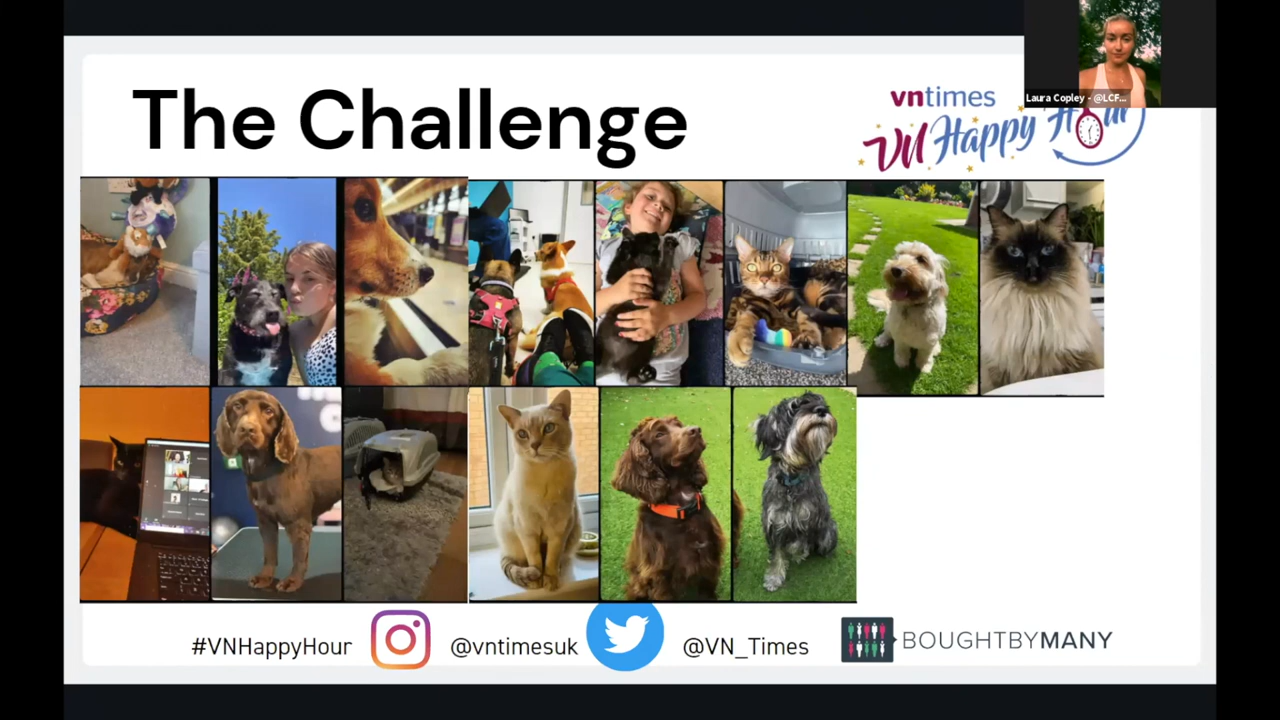 The Challenge
vntimes
VN Happy Hour
Laura Copley - @LCF...
#VNHappyHour
@vntimesuk
@VN_Times
BOUGHTBYMANY